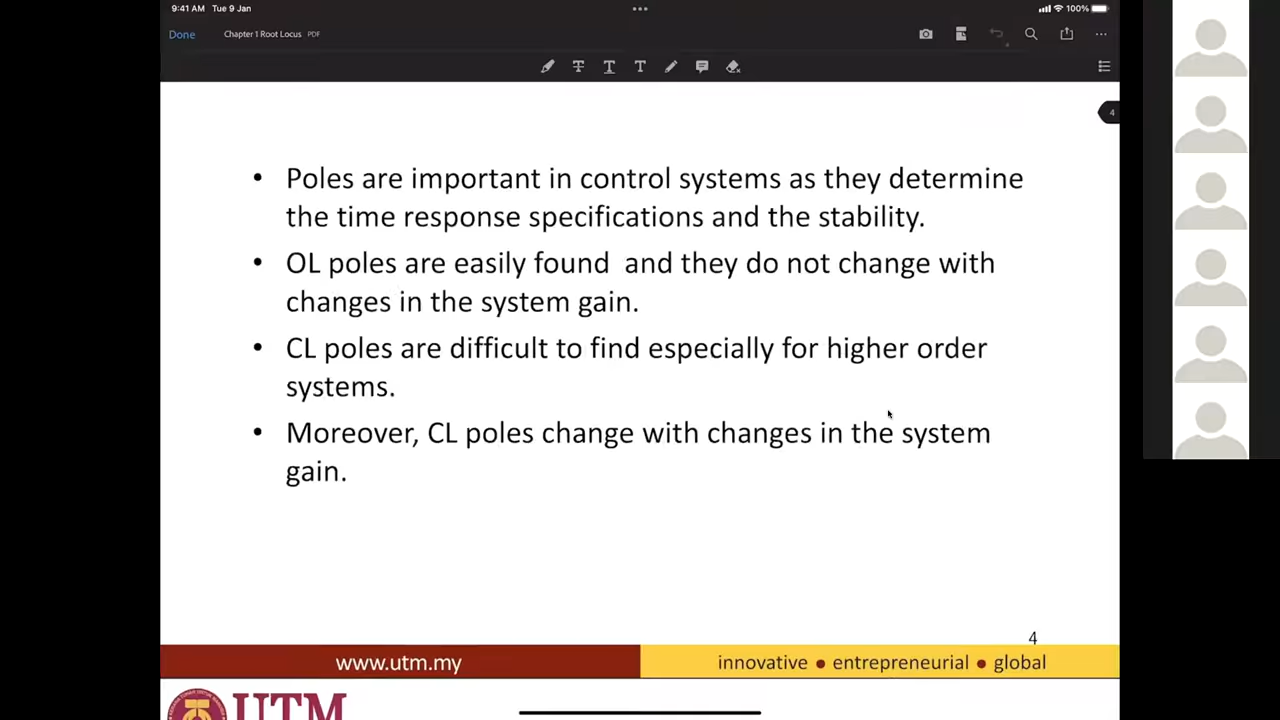 9:41 AM Tue 9 Jan
100%
Done
Chapter 1 Root Locus PDF
T T T
4
• Poles are important in control systems as they determine
the time response specifications and the stability.
• OL poles are easily found and they do not change with
changes in the system gain.
• CL poles are difficult to find especially for higher order
systems.
• Moreover, CL poles change with changes in the system
gain.
4
www.utm.my
innovative ● entrepreneurial ● global
UTM